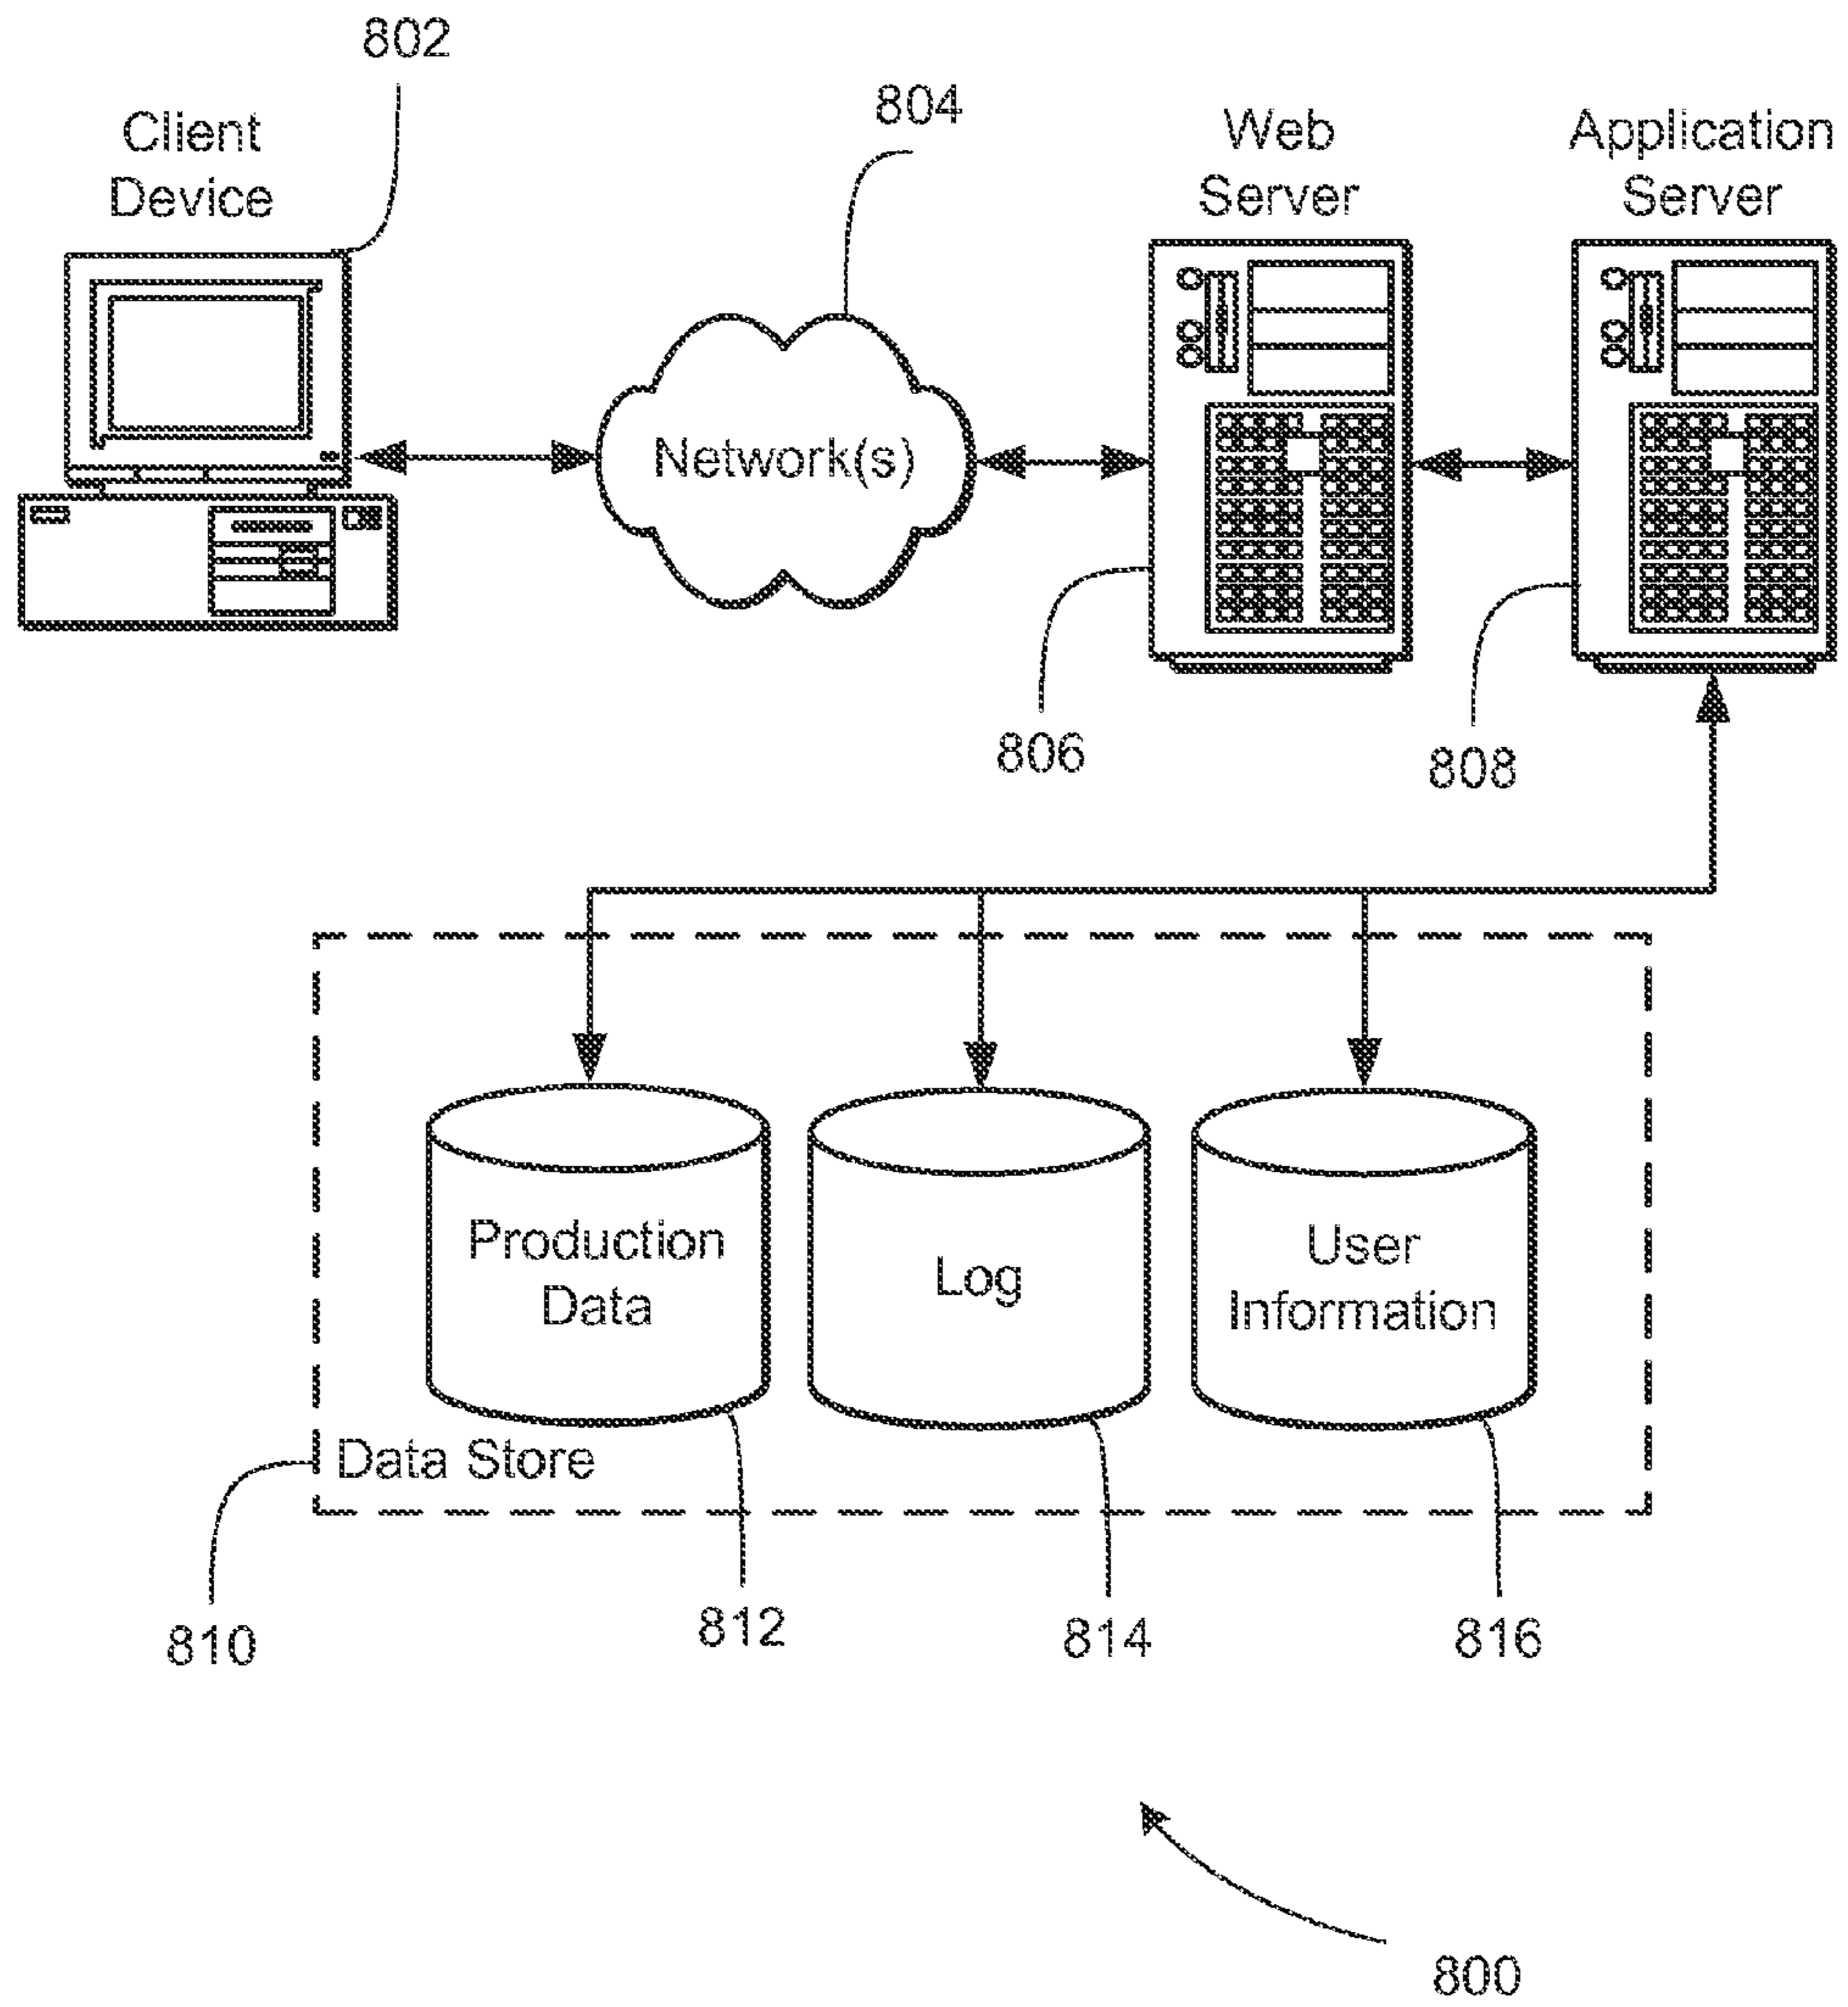 802
804
Client
Device
Web
Server
Application
Server
Network(s)
806
808
Production
Data
Log
User
Information
Data Store
810
812
814
816
800